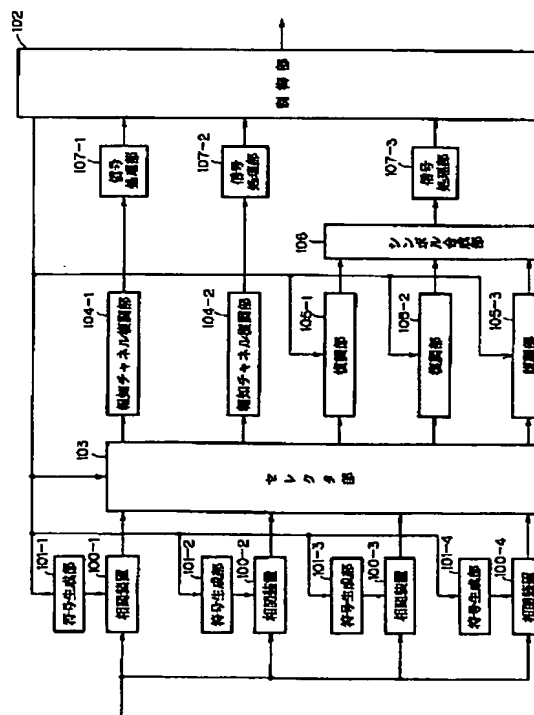 102
制御部
107-1
信号
処理部
107-2
信号
処理部
107-3
信号
処理部
106
シンボル合成部
104-1
報知チャネル復調部
104-2
報知チャネル復調部
105-1
復調部
105-2
復調部
105-3
復調部
103
セレクタ部
101-1
符号生成部
100-1
相関装置
101-2
符号生成部
100-2
相関装置
101-3
符号生成部
100-3
相関装置
101-4
符号生成部
100-4
相関装置